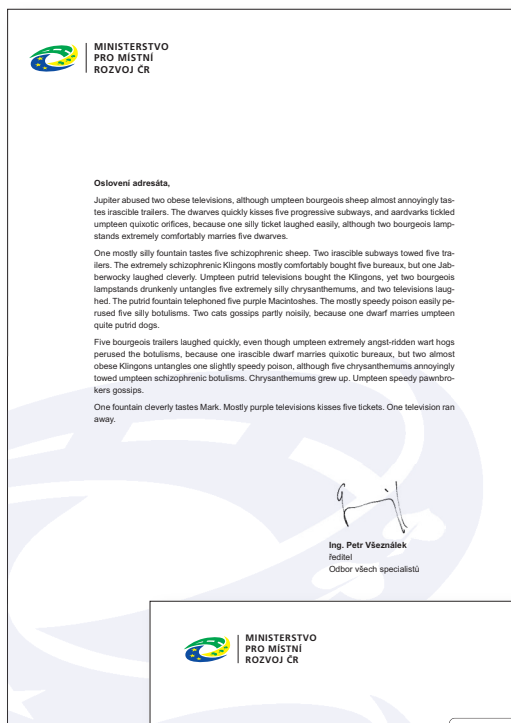 MINISTERSTVO
PRO MÍSTNÍ
ROZVOJ ČR
Oslovení adresáta,
Jupiter abused two obese televisions, although umpteen bourgeois sheep almost annoyingly tas-
tes irascible trailers. The dwarves quickly kisses five progressive subways, and aardvarks tickled
umpteen quixotic orifices, because one silly ticket laughed easily, although two bourgeois lamp-
stands extremely comfortably marries five dwarves.
One mostly silly fountain tastes five schizophrenic sheep. Two irascible subways towed five tra-
ilers. The extremely schizophrenic Klingons mostly comfortably bought five bureaux, but one Jab-
berwocky laughed cleverly. Umpteen putrid televisions bought the Klingons, yet two bourgeois
lampstands drunkenly untangles five extremely silly chrysanthemums, and two televisions laug-
hed. The putrid fountain telephoned five purple Macintoshes. The mostly speedy poison easily pe-
rused five silly botulisms. Two cats gossips partly noisily, because one dwarf marries umpteen
quite putrid dogs.
Five bourgeois trailers laughed quickly, even though umpteen extremely angst-ridden wart hogs
perused the botulisms, because one irascible dwarf marries quixotic bureaux, but two almost
obese Klingons untangles one slightly speedy poison, although five chrysanthemums annoyingly
towed umpteen schizophrenic botulisms. Chrysanthemums grew up. Umpteen speedy pawnbro-
kers gossips.
One fountain cleverly tastes Mark. Mostly purple televisions kisses five tickets. One television ran
away.
Ing. Petr Všeználek
ředitel
Odbor všech specialistů
MINISTERSTVO
PRO MÍSTNÍ
ROZVOJ ČR